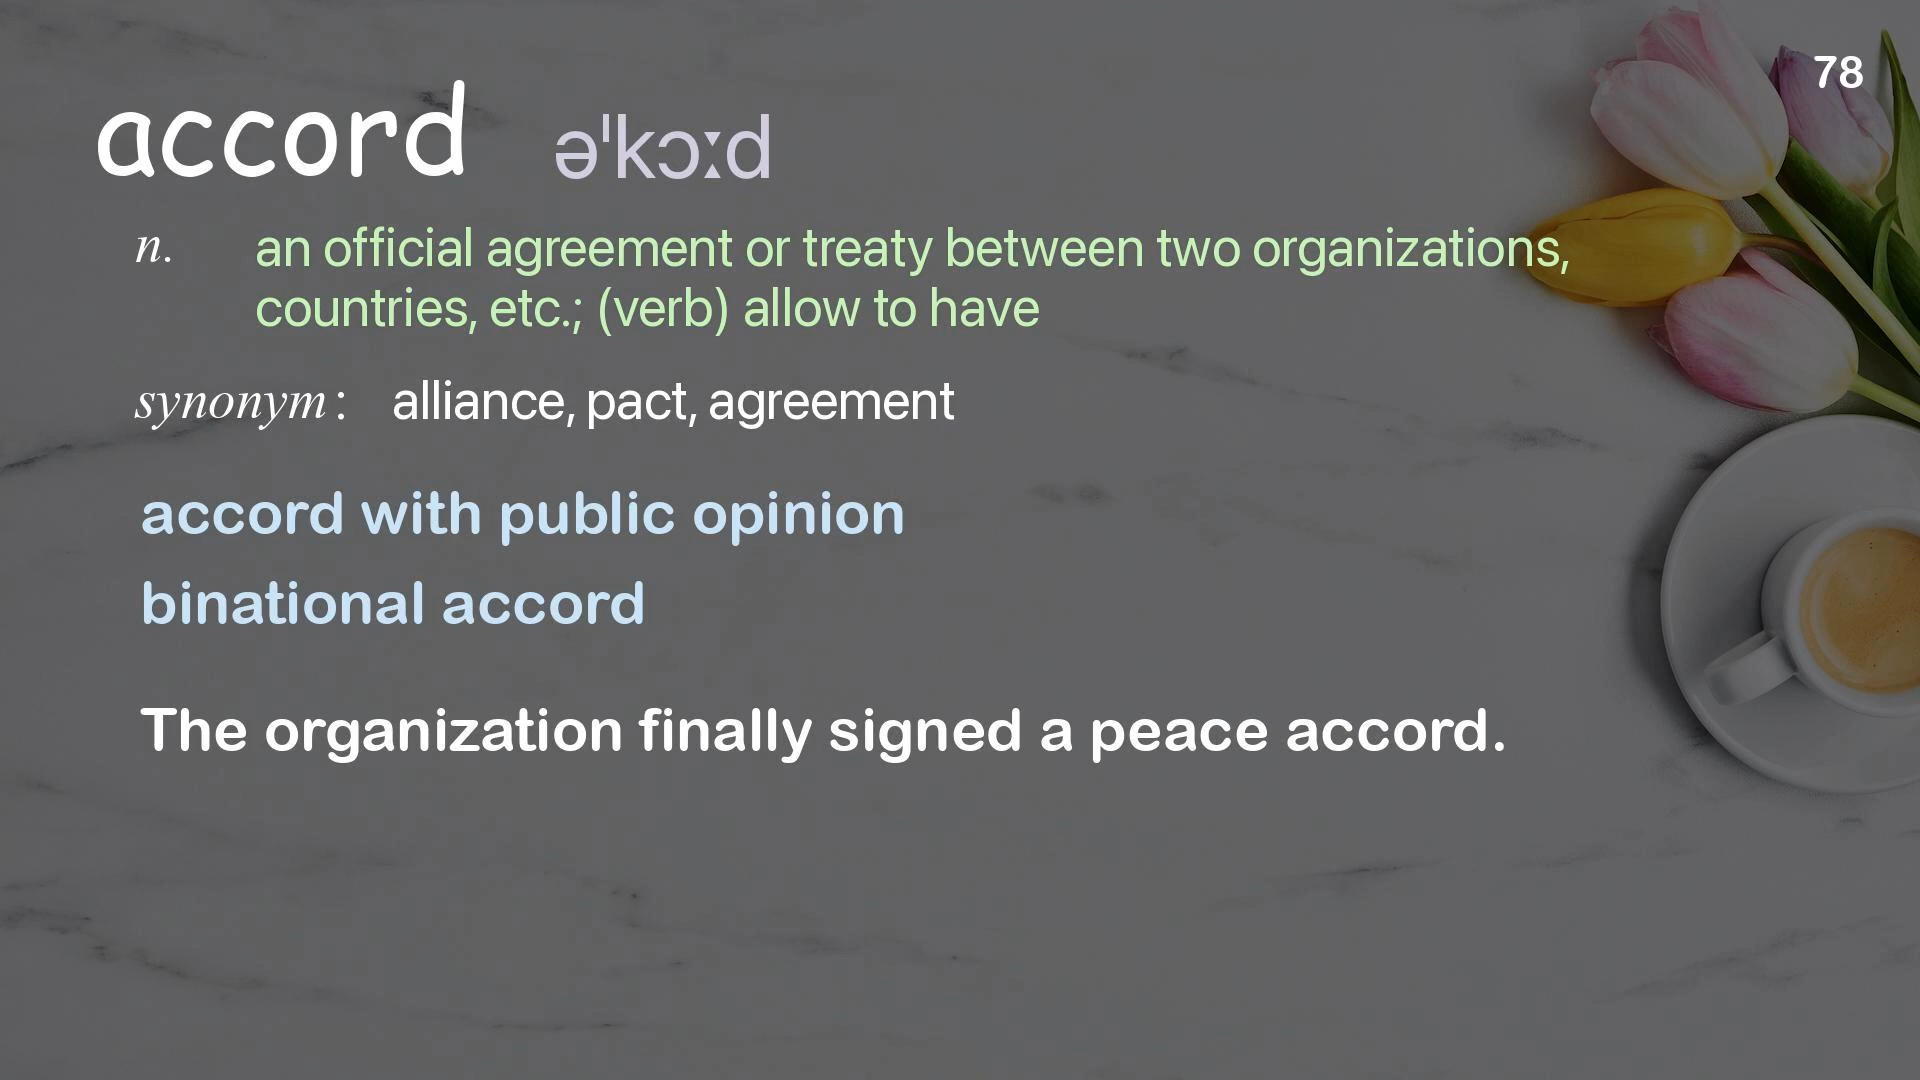 78
accord əˈkɔːd
n. an official agreement or treaty between two organizations,
countries, etc.; (verb) allow to have
synonym: alliance, pact, agreement
accord with public opinion
binational accord
The organization finally signed a peace accord.